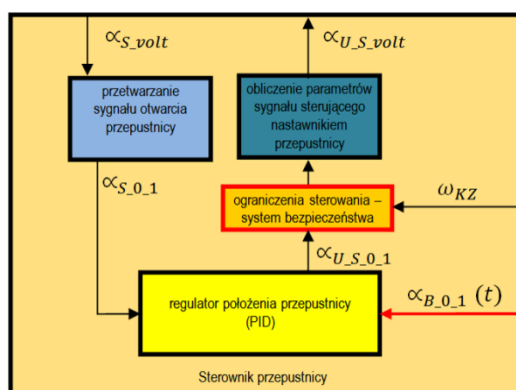 ∝S_volt
∝U_S_volt
przetwarzanie
sygnału otwarcia
przepustnicy
obliczenie parametrów
sygnału sterującego
nastawnikiem
przepustnicy
∝S_0_1
ograniczenia sterowania –
system bezpieczeństwa
ωKZ
∝U_S_0_1
regulator położenia przepustnicy
(PID)
∝B_0_1 (t)
Sterownik przepustnicy